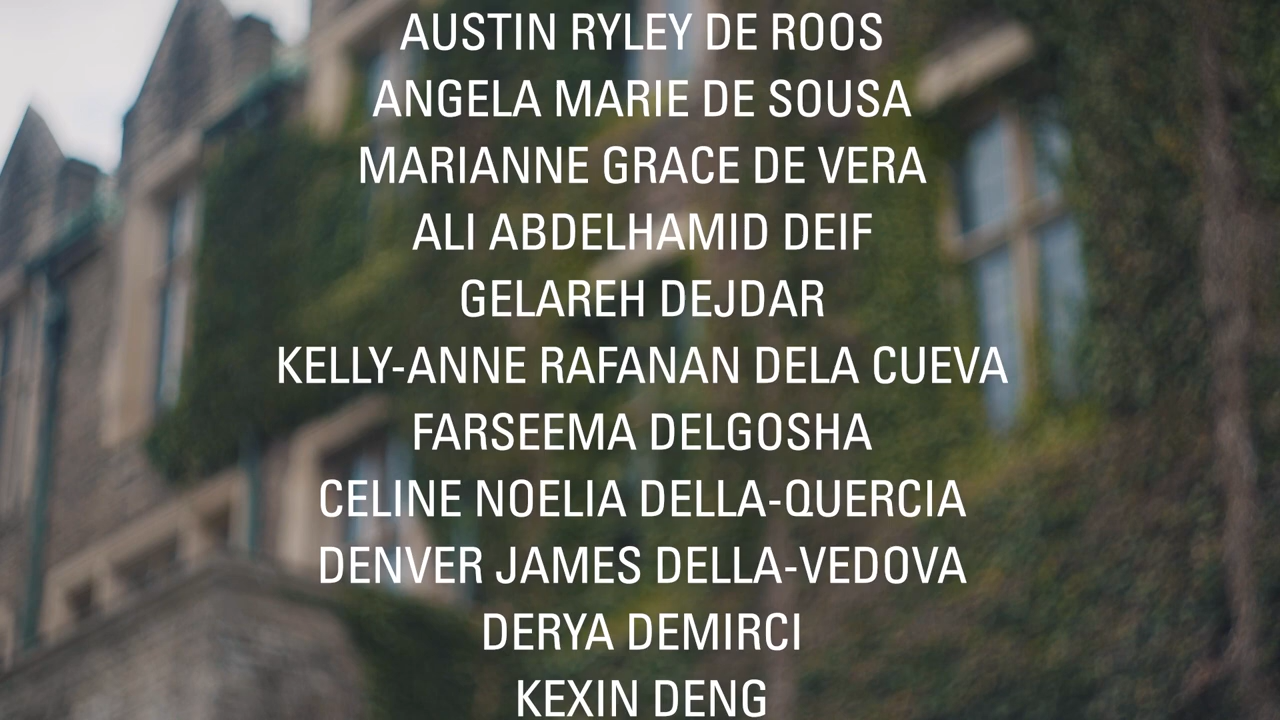 AUSTIN RYLEY DE ROOS
ANGELA MARIE DE SOUSA
MARIANNE GRACE DE VERA
ALI ABDELHAMID DEIF
GELAREH DEJDAR
KELLY-ANNE RAFANAN DELA CUEVA
FARSEEMA DELGOSHA
CELINE NOELIA DELLA-QUERCIA
DENVER JAMES DELLA-VEDOVA
DERYA DEMIRCI
KEXIN DENG